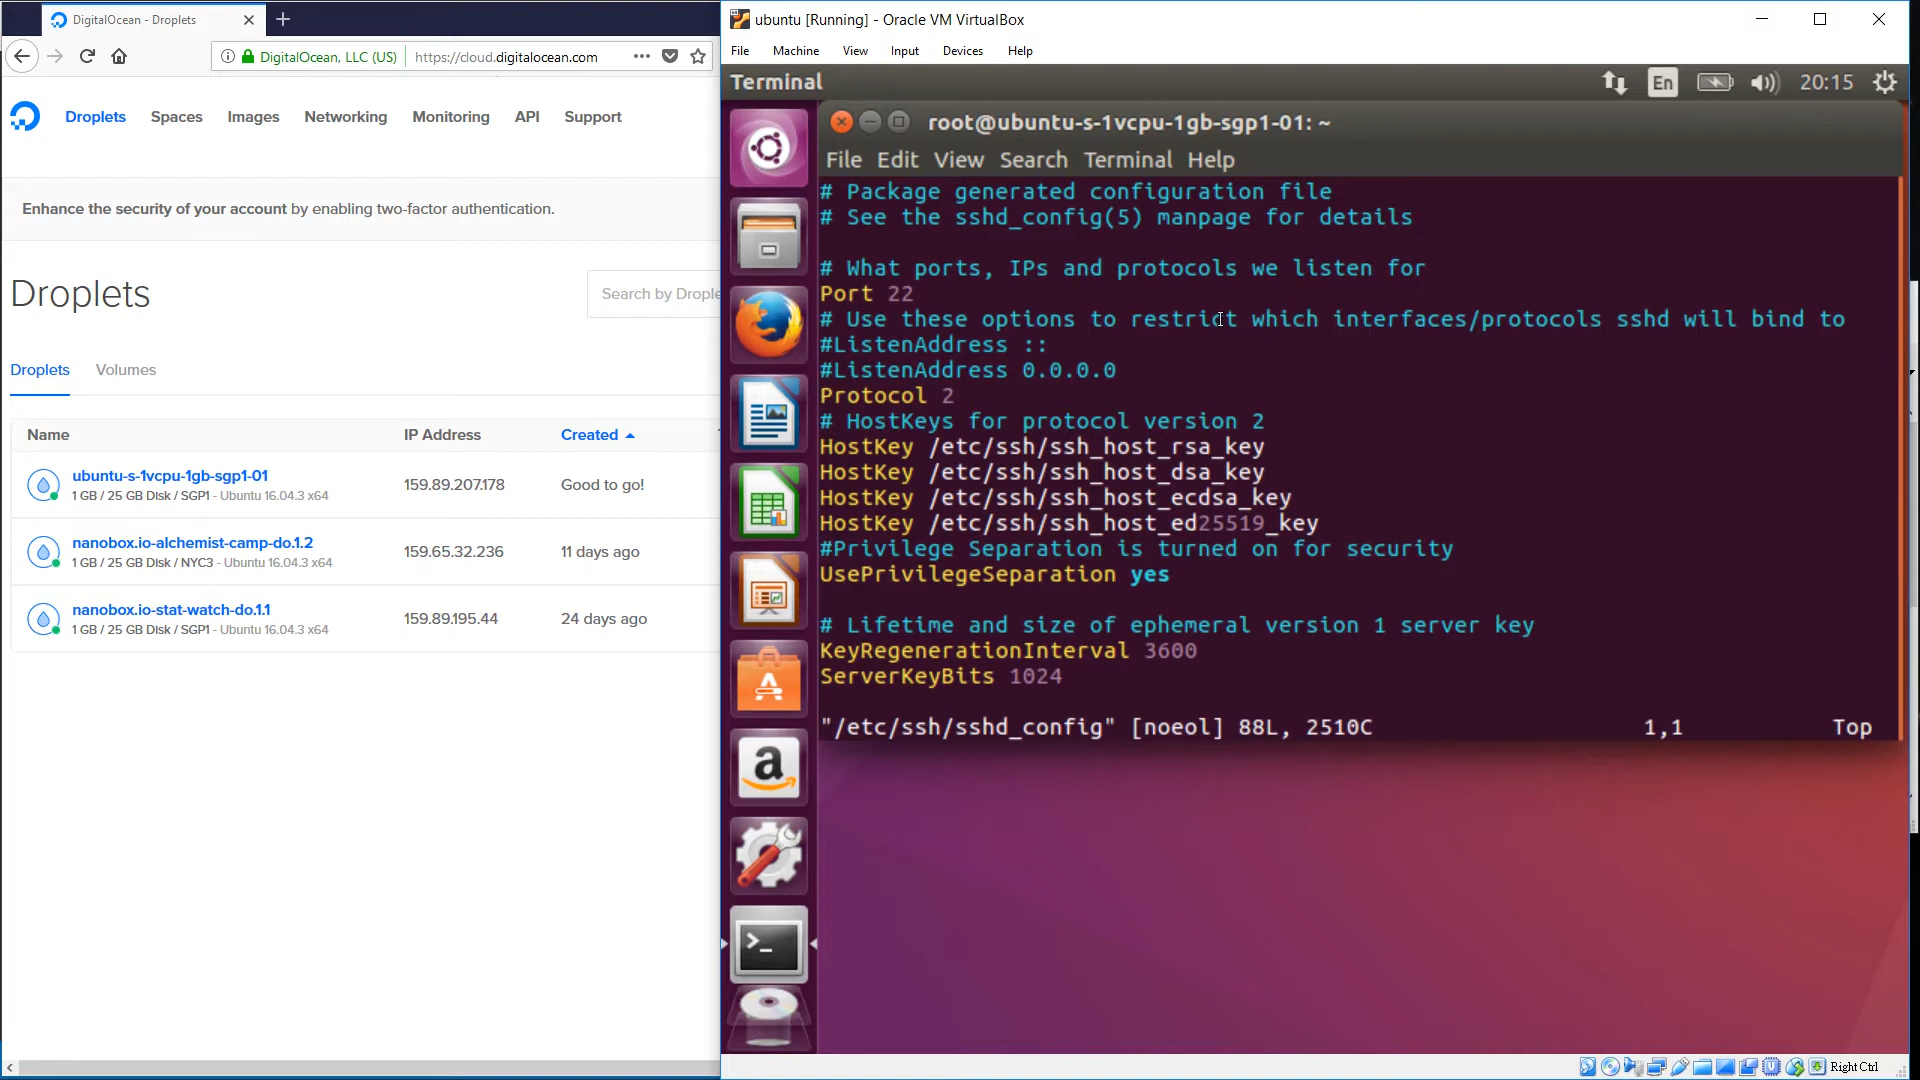 DigitalOcean - Droplets
DigitalOcean, LLC (US)
https://cloud.digitalocean.com
Droplets
Spaces
Images
Networking
Monitoring
API
Support
Enhance the security of your account by enabling two-factor authentication.
Droplets
Search by Drople
Droplets
Volumes
Name
IP Address
Created
ubuntu-s-1vcpu-1gb-sgp1-01
1 GB / 25 GB Disk / SGP1 - Ubuntu 16.04.3 x64
159.89.207.178
Good to go!
nanobox.io-alchemist-camp-do.1.2
1 GB / 25 GB Disk / NYC3 - Ubuntu 16.04.3 x64
159.65.32.236
11 days ago
nanobox.io-stat-watch-do.1.1
1 GB / 25 GB Disk / SGP1 - Ubuntu 16.04.3 x64
159.89.195.44
24 days ago
ubuntu [Running] - Oracle VM VirtualBox
File Machine View Input Devices Help
Terminal
En
20:15
root@ubuntu-s-1vcpu-1gb-sgp1-01: ~
File Edit View Search Terminal Help
# Package generated configuration file
# See the sshd_config(5) manpage for details
# What ports, IPs and protocols we listen for
Port 22
# Use these options to restrict which interfaces/protocols sshd will bind to
#ListenAddress ::
#ListenAddress 0.0.0.0
Protocol 2
# HostKeys for protocol version 2
HostKey /etc/ssh/ssh_host_rsa_key
HostKey /etc/ssh/ssh_host_dsa_key
HostKey /etc/ssh/ssh_host_ecdsa_key
HostKey /etc/ssh/ssh_host_ed25519_key
#Privilege Separation is turned on for security
UsePrivilegeSeparation yes
# Lifetime and size of ephemeral version 1 server key
KeyRegenerationInterval 3600
ServerKeyBits 1024
"/etc/ssh/sshd_config" [noeol] 88L, 2510C 1,1 Top
Right Ctrl